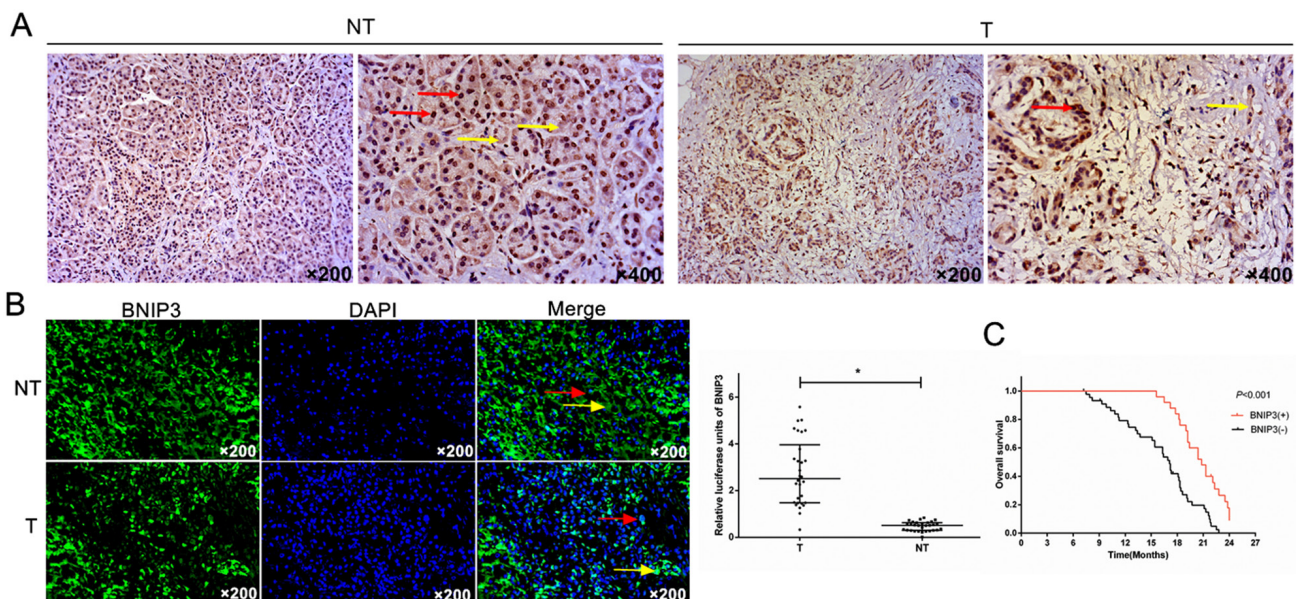 A
NT
T
×200
×400
×200
×400
B
BNIP3
DAPI
Merge
NT
×200
×200
×200
T
×200
×200
×200
Relative luciferase units of BNIP3
6
4
2
0
*
T
NT
C
Overall survival
1.0
0.8
0.6
0.4
0.2
0.0
P<0.001
BNIP3(+)
BNIP3(-)
0 3 6 9 12 15 18 21 24 27
Time(Months)